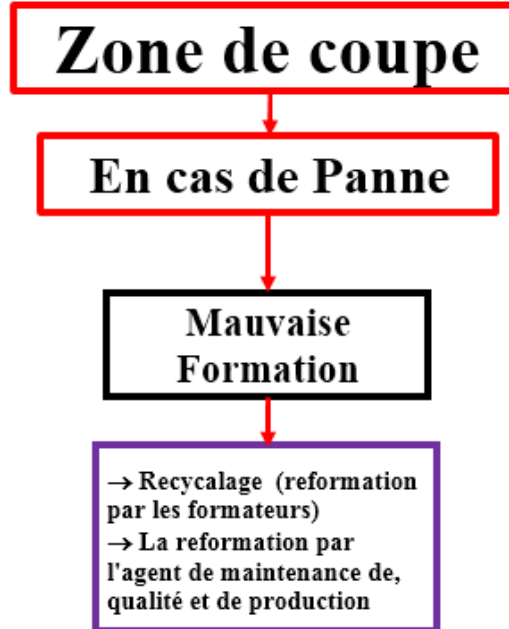 Zone de coupe
En cas de Panne
Mauvaise
Formation
→ Recycalage (reformation
par les formateurs)
→ La reformation par
l'agent de maintenance de,
qualité et de production